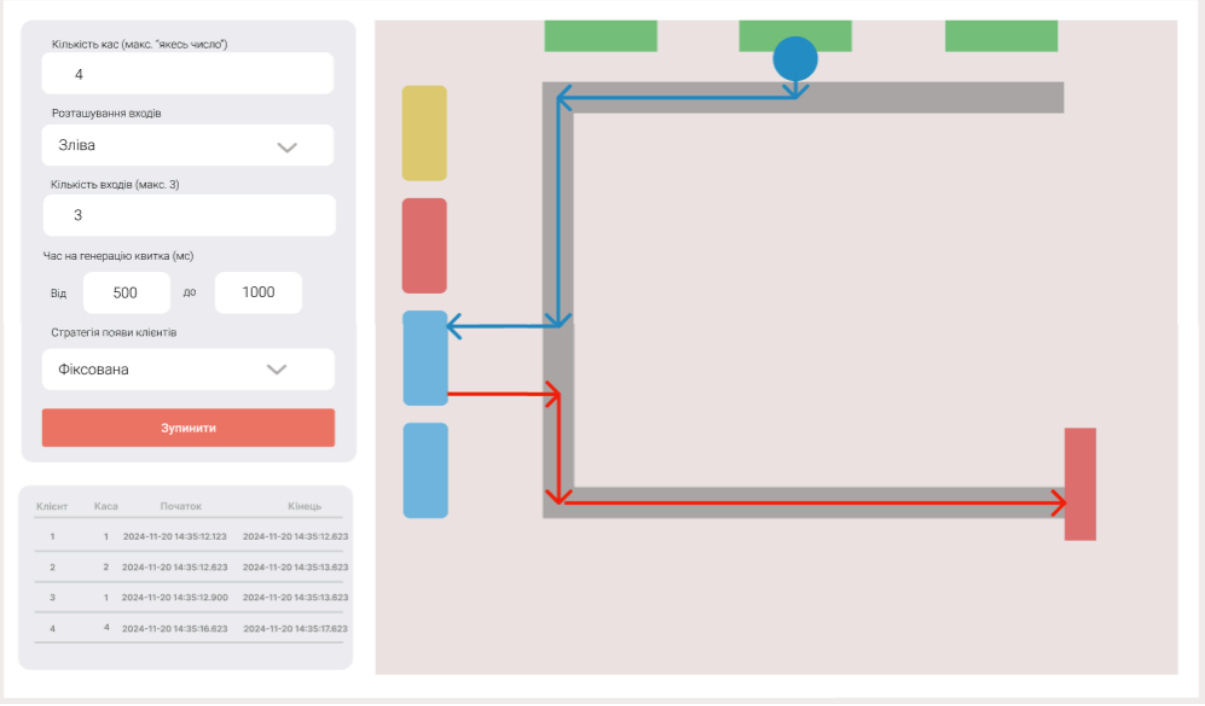 Кількість кас (макс. "якесь число")
4
Розташування входів
Зліва
Кількість входів (макс. 3)
3
Час на генерацію квитка (мс)
Від 500 до 1000
Стратегія появи клієнтів
Фіксована
Зупинити
Клієнт Каса Початок Кінець
1 1 2024-11-20 14:35:12.123 2024-11-20 14:35:12.623
2 2 2024-11-20 14:35:12.623 2024-11-20 14:35:13.623
3 1 2024-11-20 14:35:12.900 2024-11-20 14:35:13.623
4 4 2024-11-20 14:35:16.623 2024-11-20 14:35:17.623